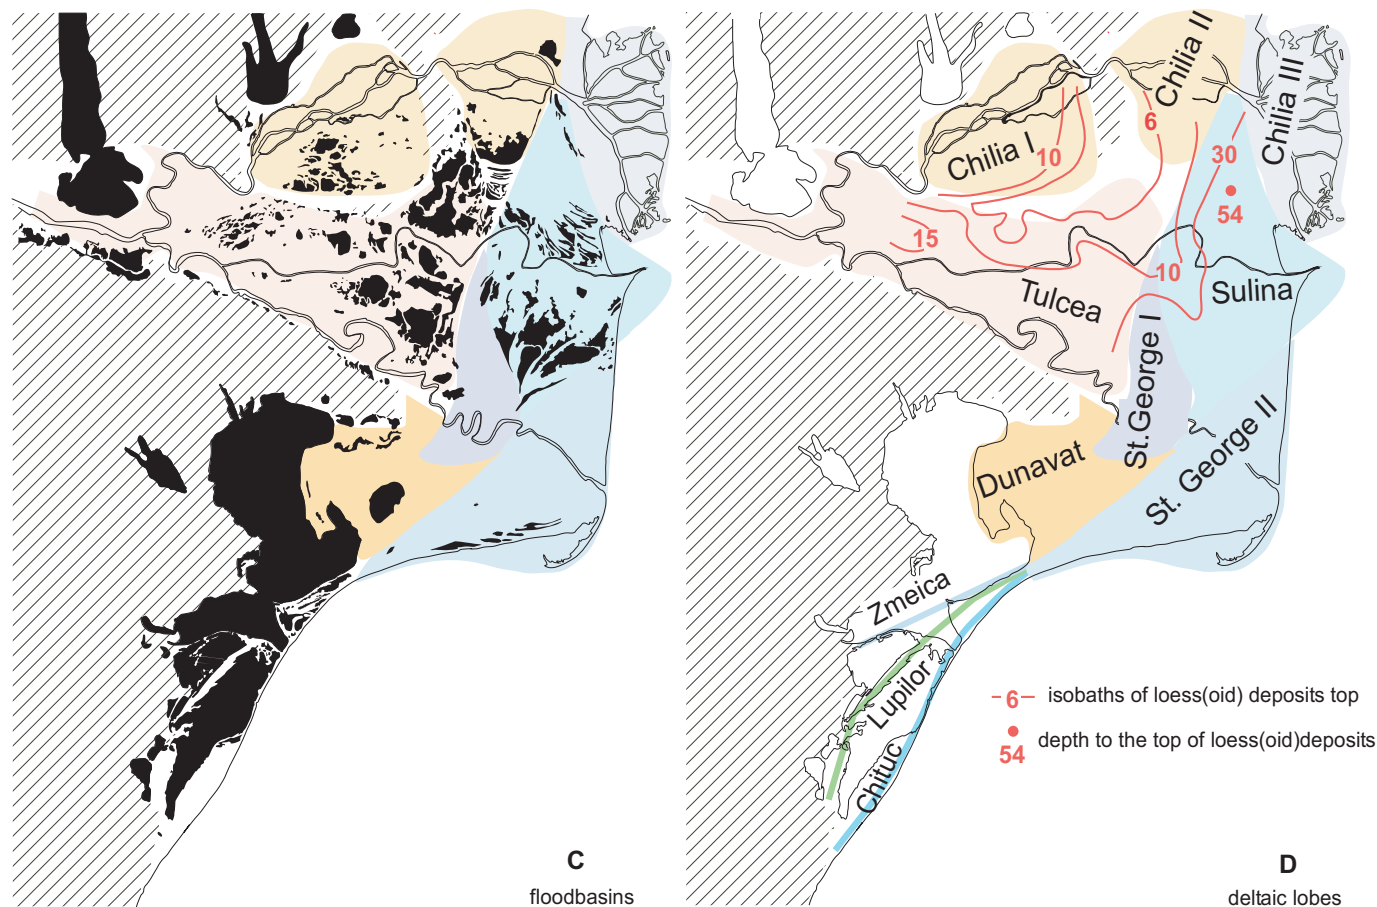 C
floodbasins
Chilia I
10
Chilia II
6
Chilia III
30
54
15
10
Tulcea
Sulina
St.George I
St. George II
Dunavat
Zmeica
Lupilor
Chituc
6 isobaths of loess(oid) deposits top
54 depth to the top of loess(oid)deposits
D
deltaic lobes